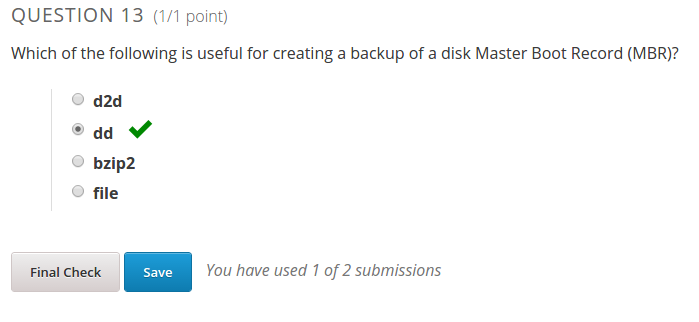 QUESTION 13 (1/1 point)
Which of the following is useful for creating a backup of a disk Master Boot Record (MBR)?
d2d
dd
bzip2
file
Final Check Save You have used 1 of 2 submissions